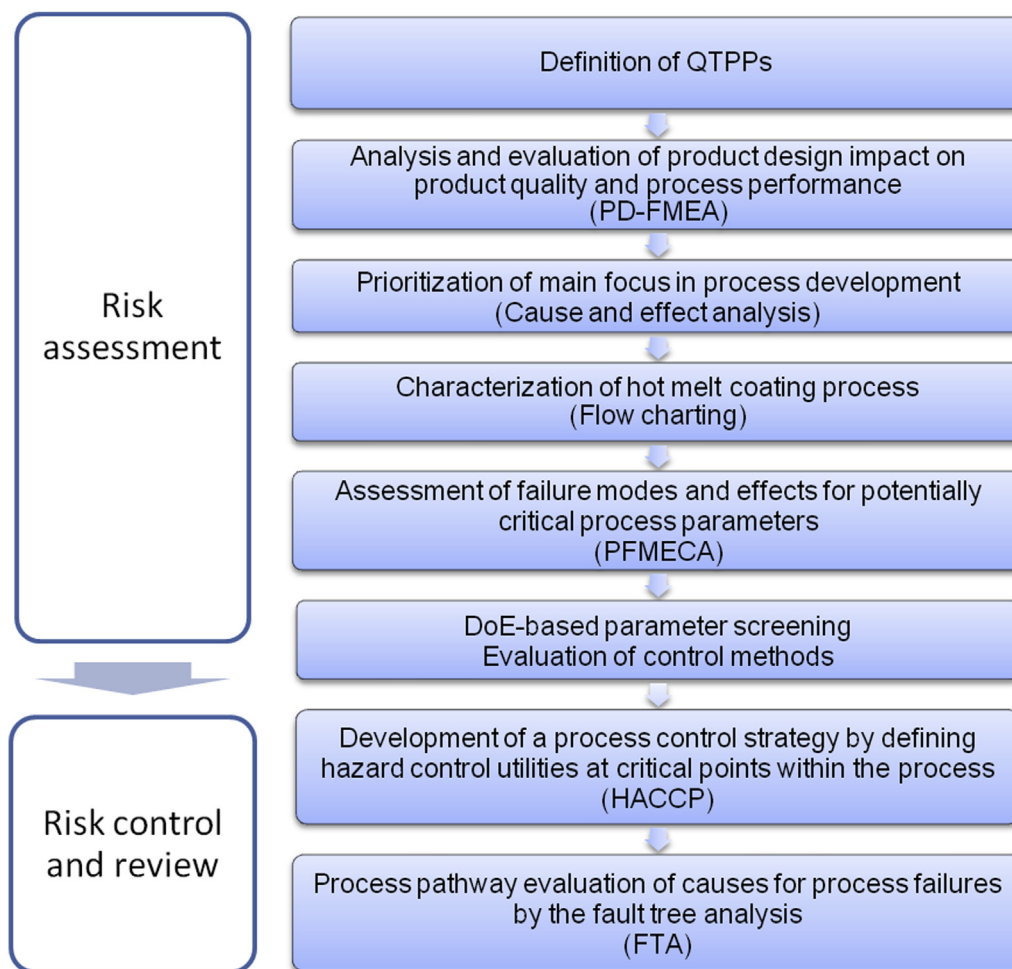 Risk
assessment
Definition of QTPPs
Analysis and evaluation of product design impact on
product quality and process performance
(PD-FMEA)
Prioritization of main focus in process development
(Cause and effect analysis)
Characterization of hot melt coating process
(Flow charting)
Assessment of failure modes and effects for potentially
critical process parameters
(PFMECA)
DoE-based parameter screening
Evaluation of control methods
Risk control
and review
Development of a process control strategy by defining
hazard control utilities at critical points within the process
(HACCP)
Process pathway evaluation of causes for process failures
by the fault tree analysis
(FTA)